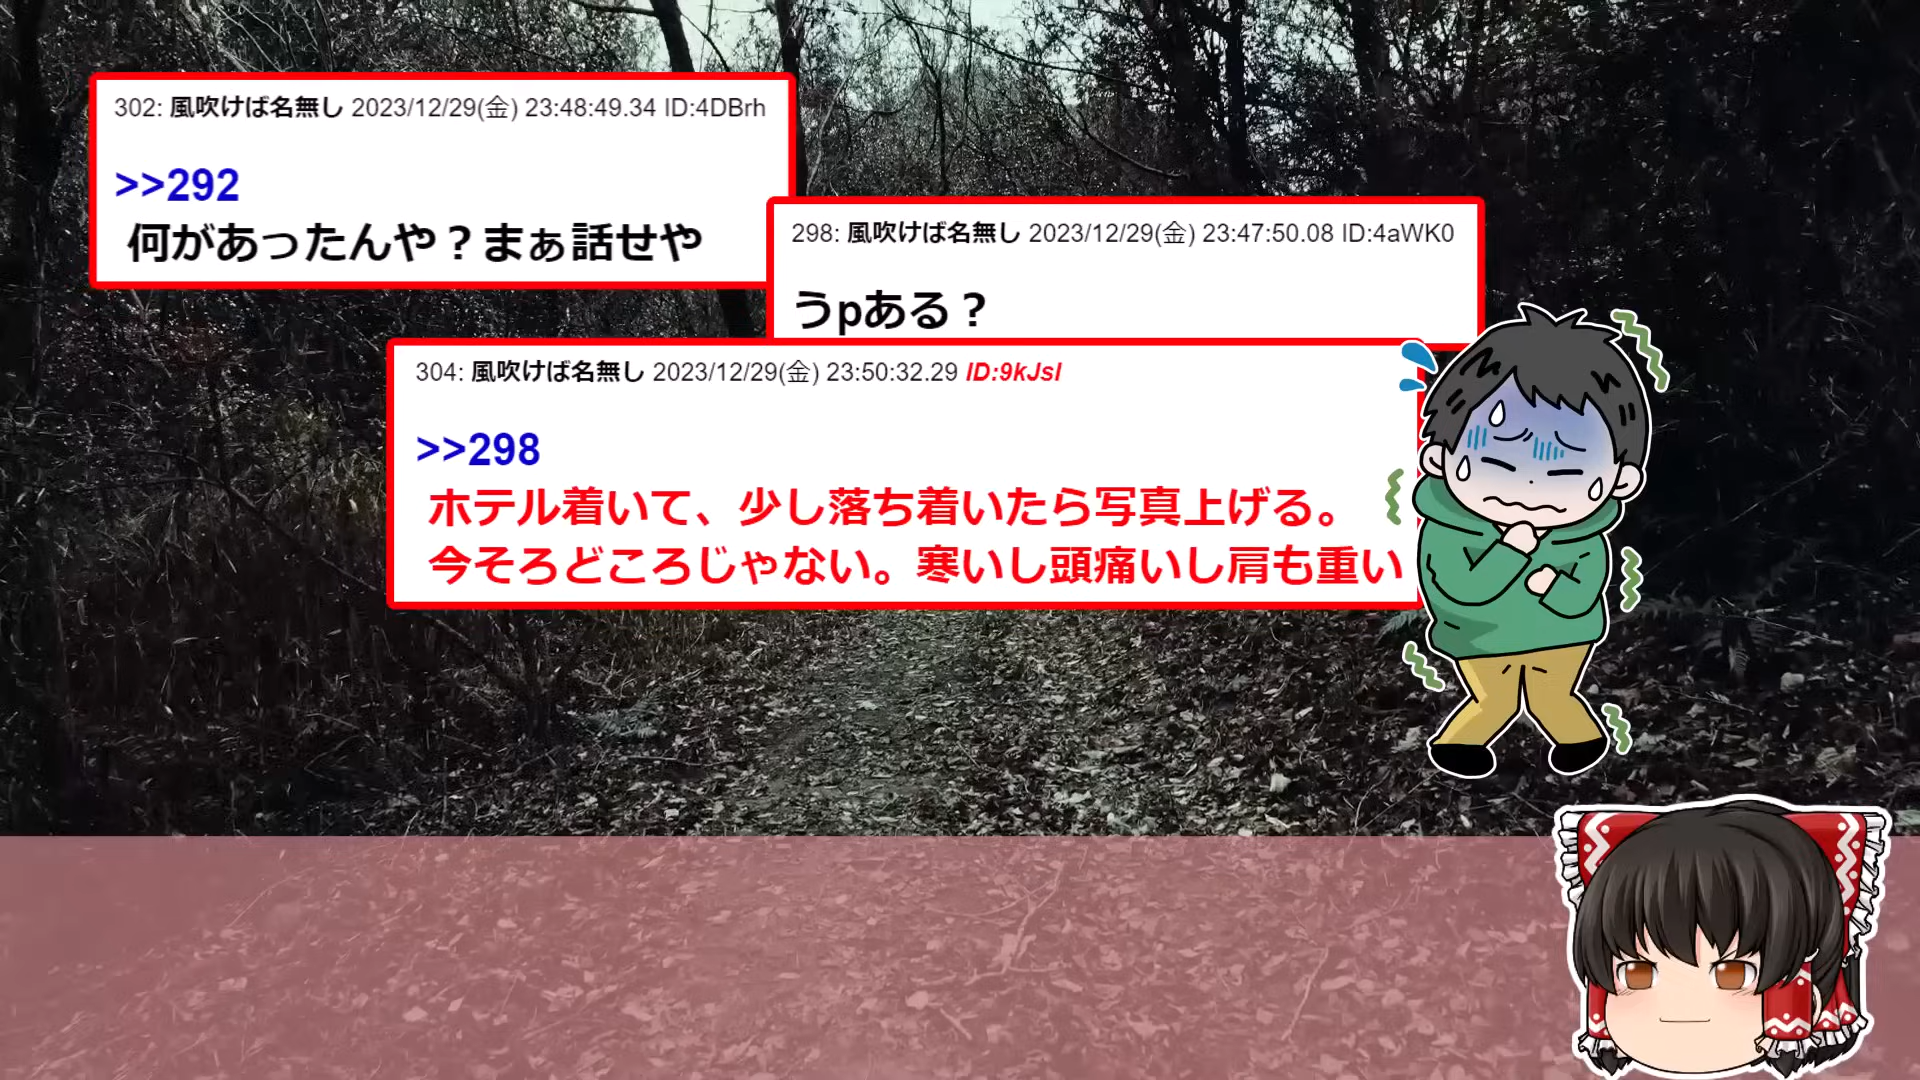 302: 風吹けば名無し 2023/12/29(金) 23:48:49.34 ID:4DBrh
>>292
何があったんや？まぁ話せや
298: 風吹けば名無し 2023/12/29(金) 23:47:50.08 ID:4aWK0
うpある？
304: 風吹けば名無し 2023/12/29(金) 23:50:32.29 ID:9kJsI
>>298
ホテル着いて、少し落ち着いたら写真上げる。
今そろどころじゃない。寒いし頭痛いし肩も重い